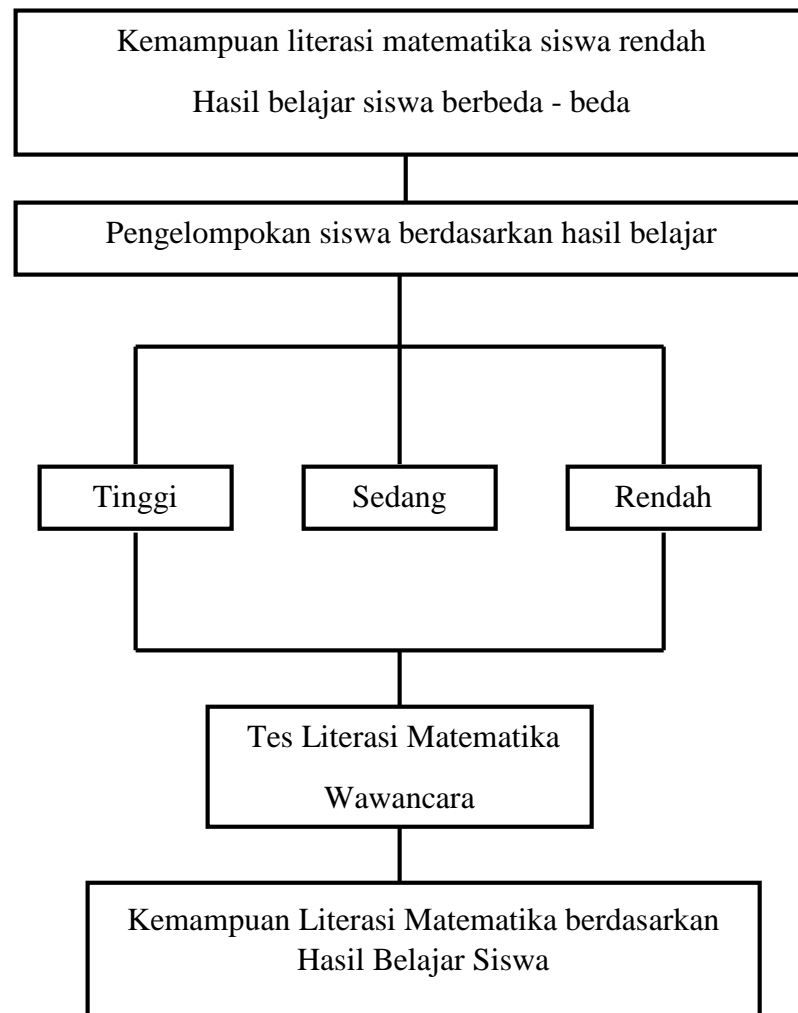 Kemampuan literasi matematika siswa rendah
Hasil belajar siswa berbeda - beda
Pengelompokan siswa berdasarkan hasil belajar
Tinggi
Sedang
Rendah
Tes Literasi Matematika
Wawancara
Kemampuan Literasi Matematika berdasarkan
Hasil Belajar Siswa